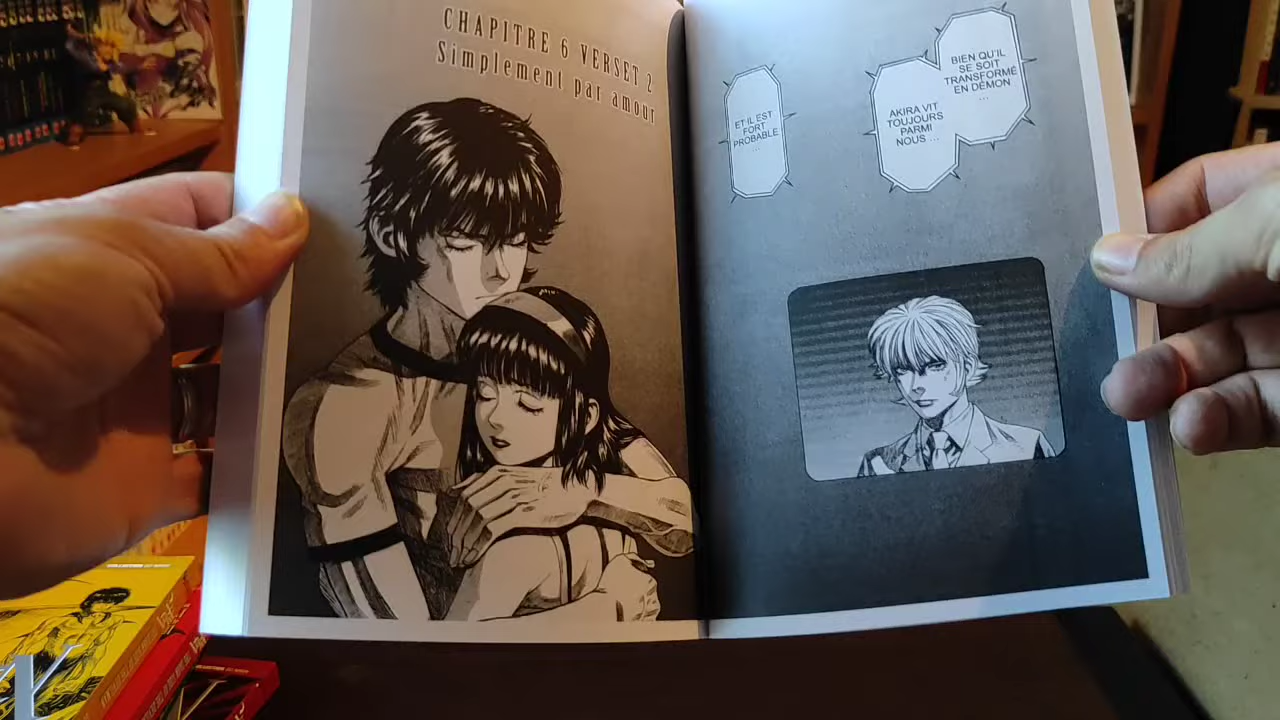 CHAPITRE 6 VERSET 2
Simplement par amour
BIEN QU'IL
SE SOIT
TRANSFORMÉ
EN DÉMON
...
AKIRA VIT
TOUJOURS
PARMI
NOUS ...
ET IL EST
FORT
PROBABLE
...